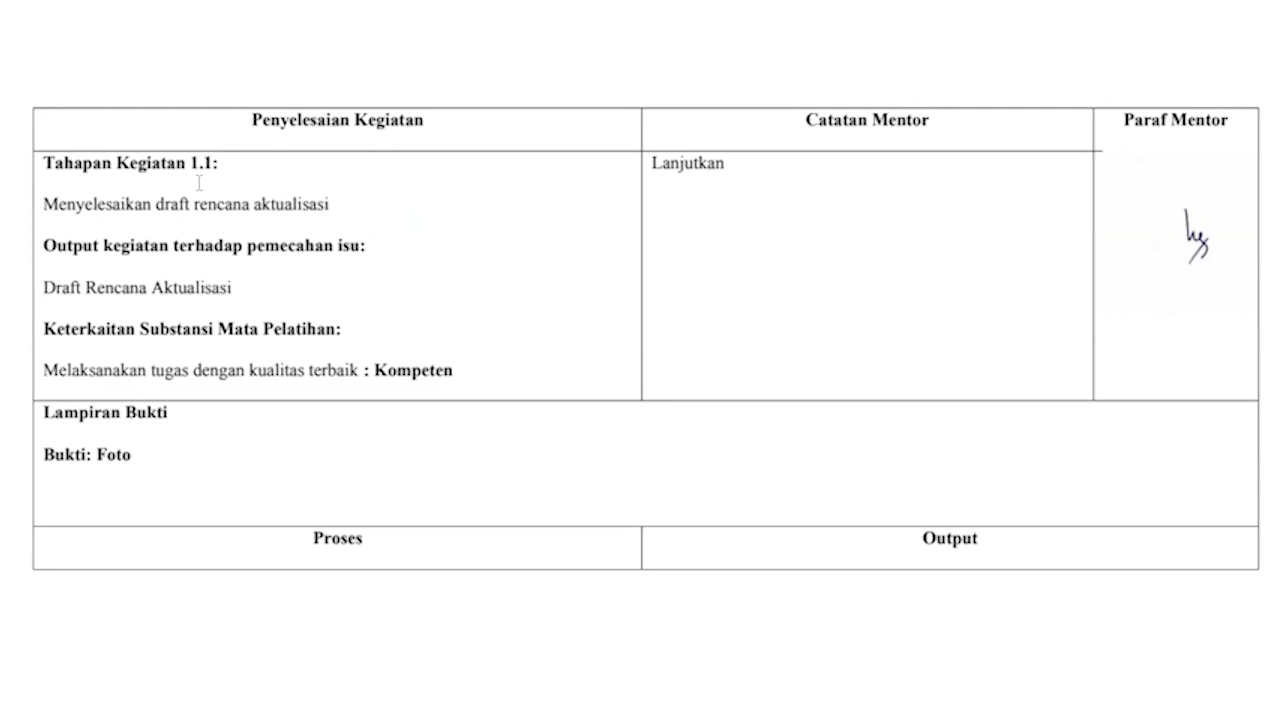 Penyelesaian Kegiatan
Catatan Mentor
Paraf Mentor
Tahapan Kegiatan 1.1:
Menyelesaikan draft rencana aktualisasi
Output kegiatan terhadap pemecahan isu:
Draft Rencana Aktualisasi
Keterkaitan Substansi Mata Pelatihan:
Melaksanakan tugas dengan kualitas terbaik : Kompeten
Lanjutkan
Lampiran Bukti
Bukti: Foto
Proses
Output